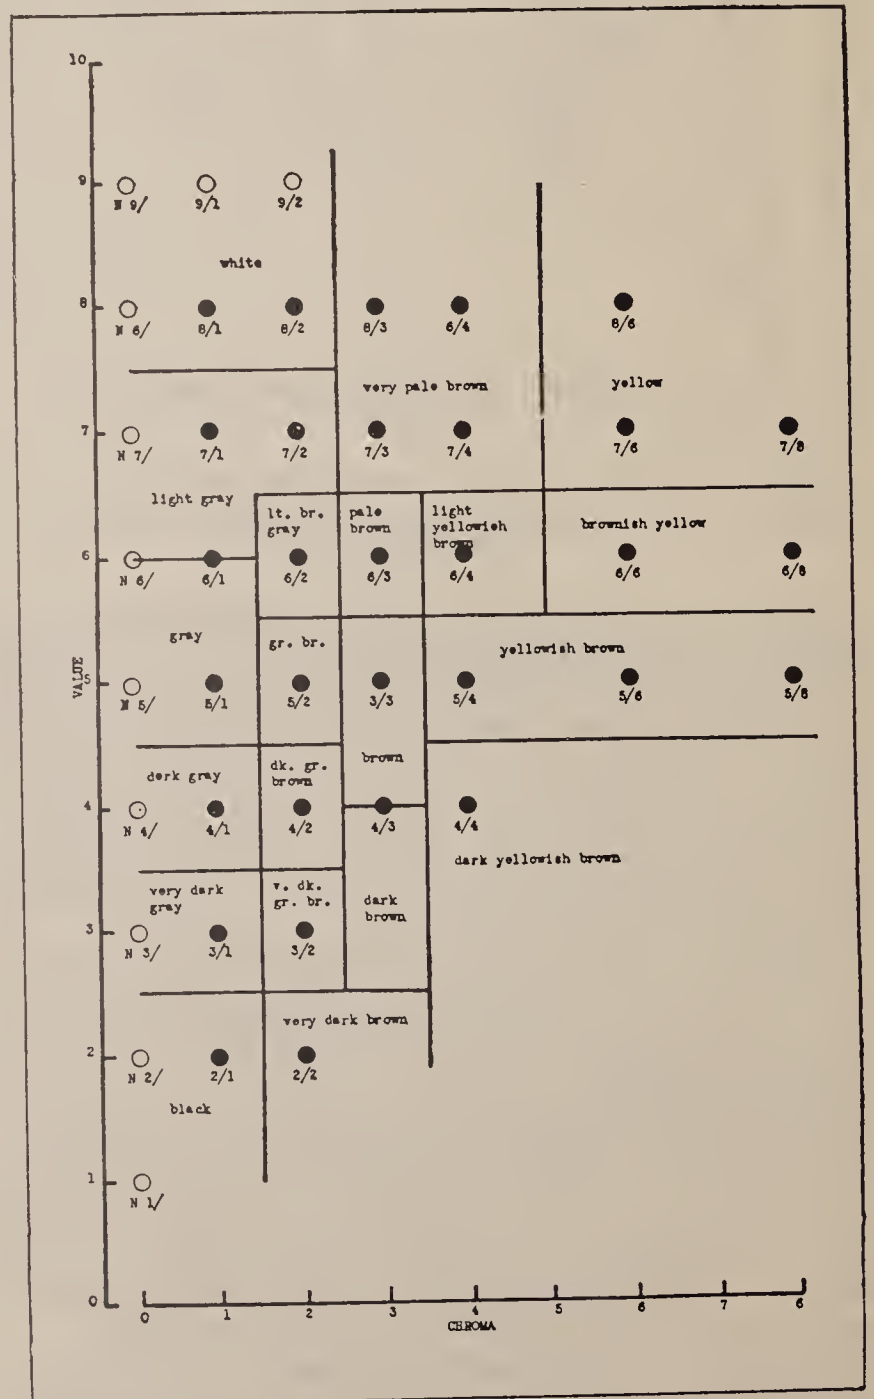 10
9
N 9/ 9/1 9/2
white
8
N 8/ 8/1 8/2 8/3 8/4 8/6
very pale brown yellow
7
N 7/ 7/1 7/2 7/3 7/4 7/6 7/8
light gray
lt. br.
gray
pale
brown
light
yellowish
brown
brownish yellow
6
N 6/ 6/1 6/2 6/3 6/4 6/6 6/8
gray gr. br. yellowish brown
VALUE
5
N 5/ 5/1 5/2 3/3 5/4 5/6 5/8
brown
dark gray
dk. gr.
brown
4
N 4/ 4/1 4/2 4/3 4/4
dark yellowish brown
very dark
gray
v. dk.
gr. br.
dark
brown
N 3/ 3/1 3/2
3
very dark brown
2
N 2/ 2/1 2/2
black
1
N 1/
0
0 1 2 3 4 5 6 7 8
CHROMA